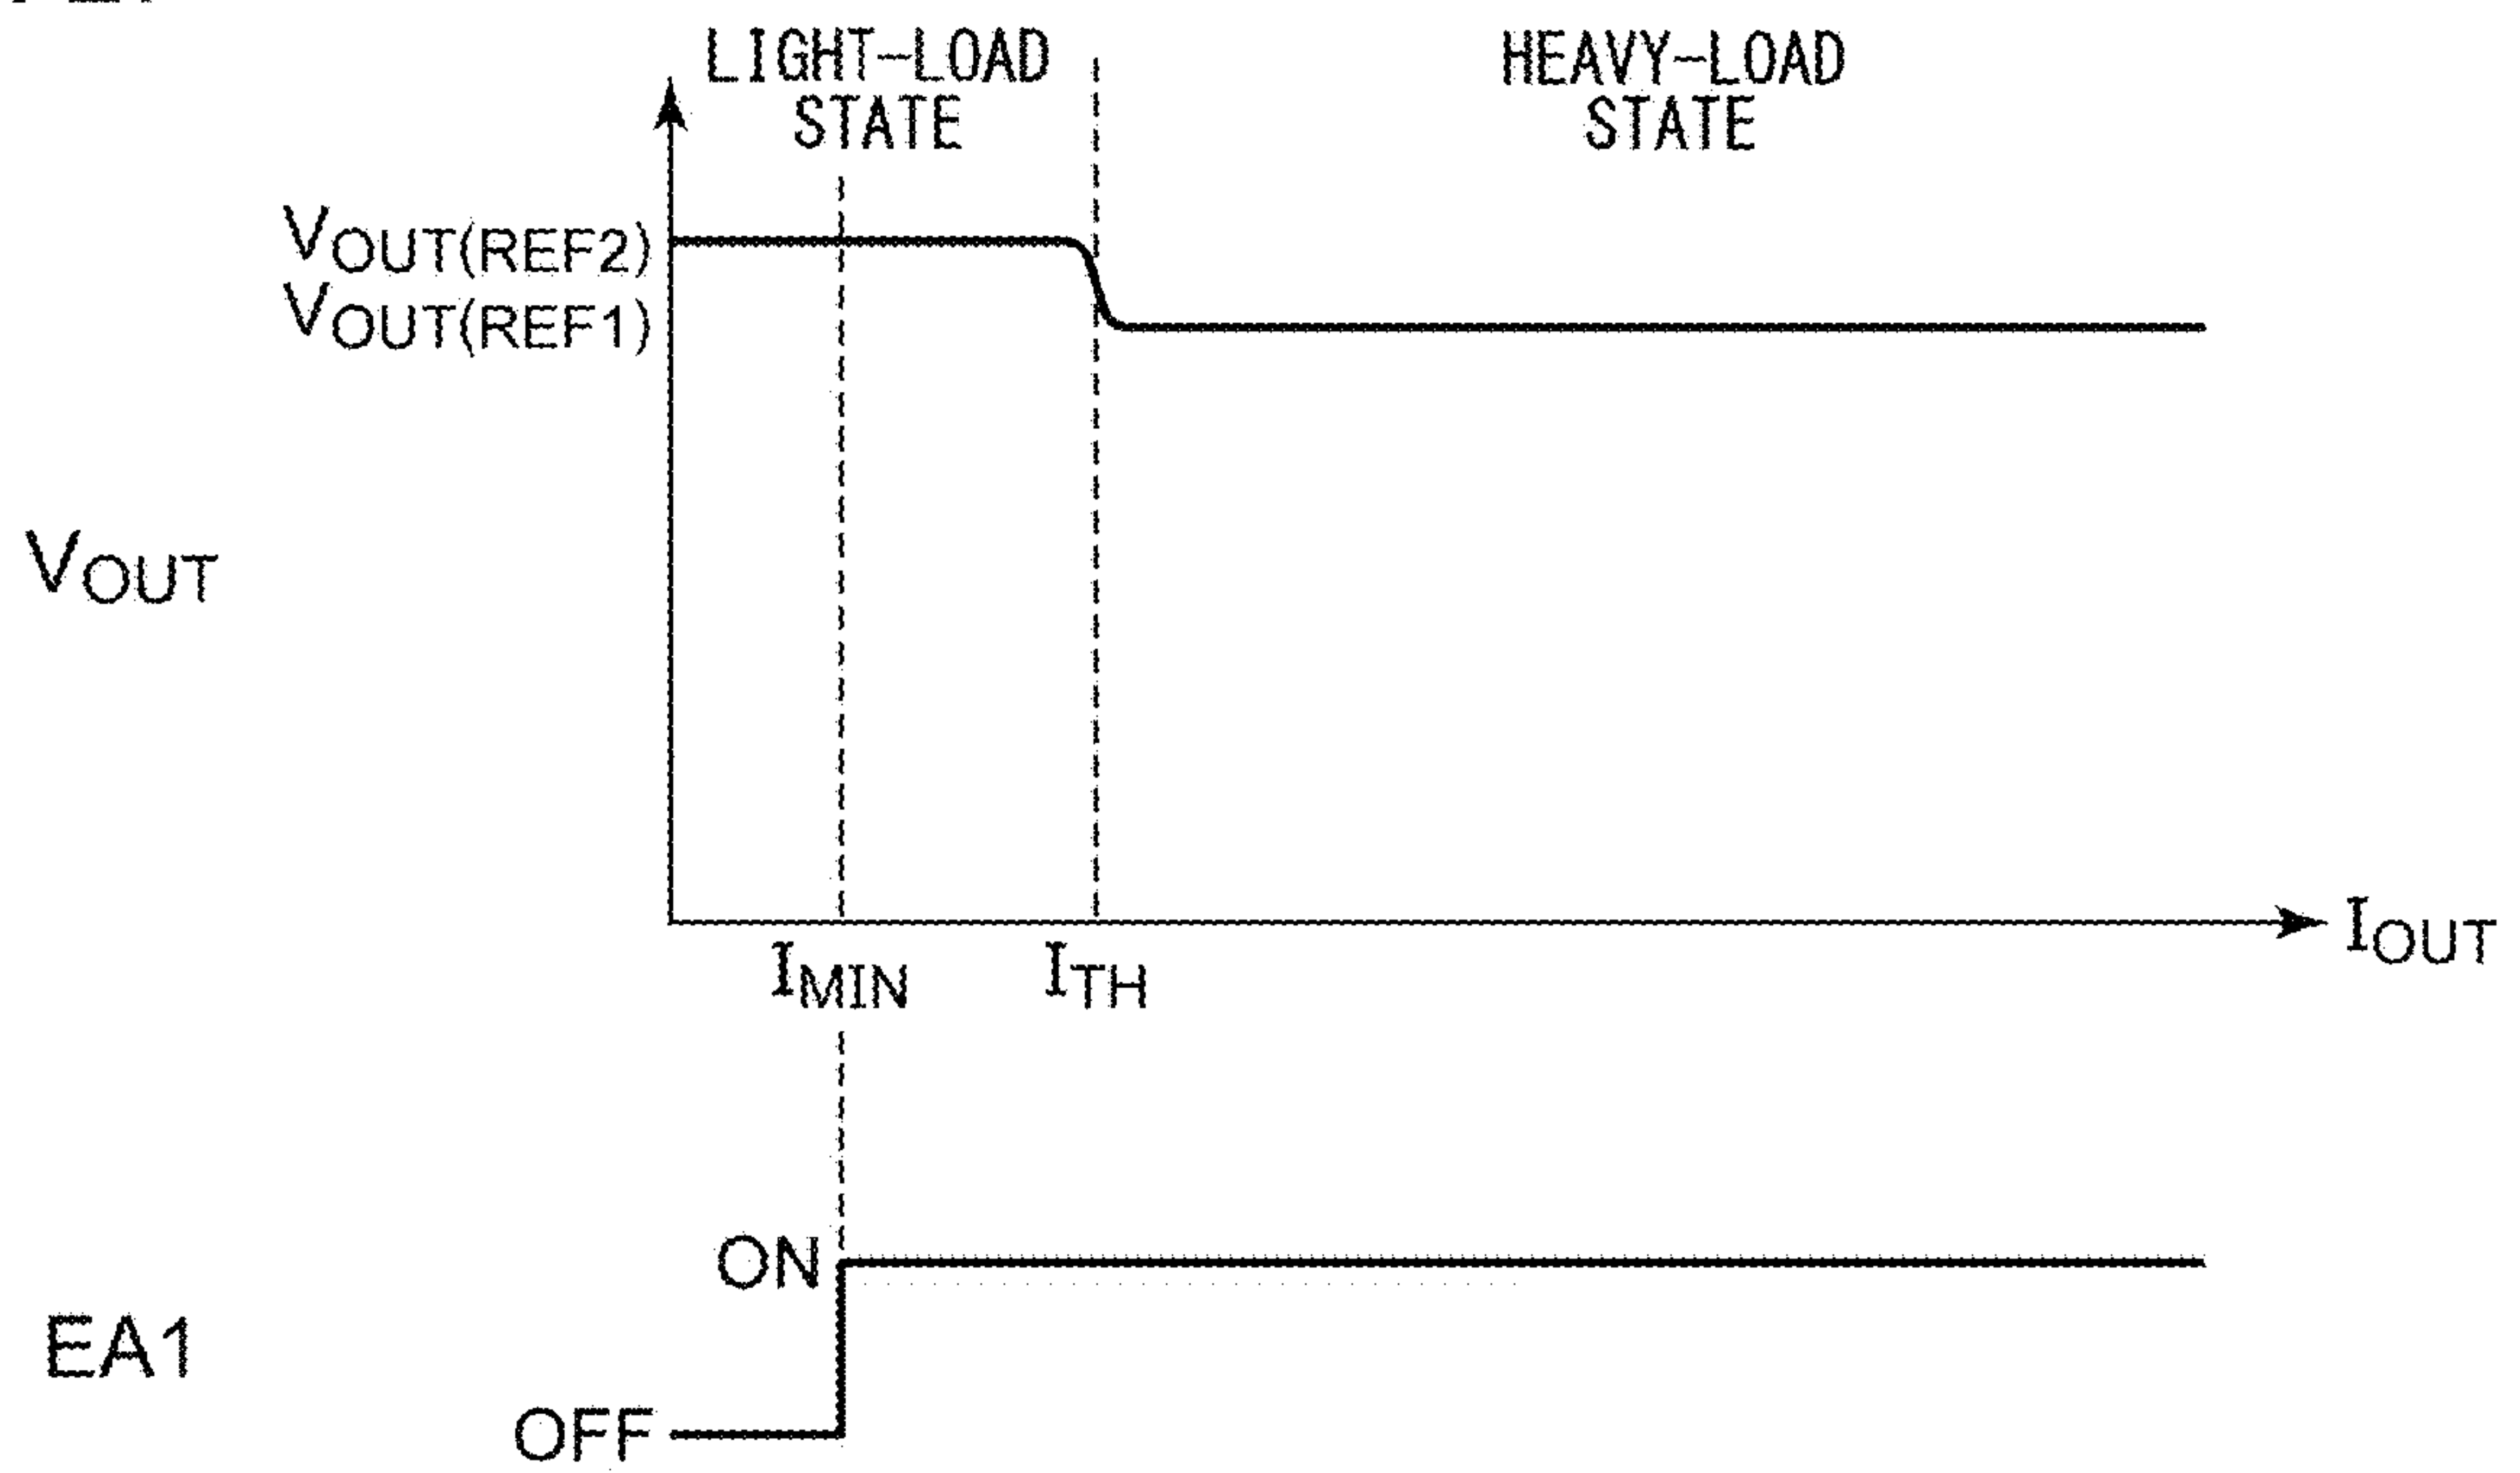 LIGHT-LOAD
STATE
HEAVY-LOAD
STATE
VOUT(REF2)
VOUT(REF1)
VOUT
IOUT
IMIN
ITH
ON
EA1
OFF